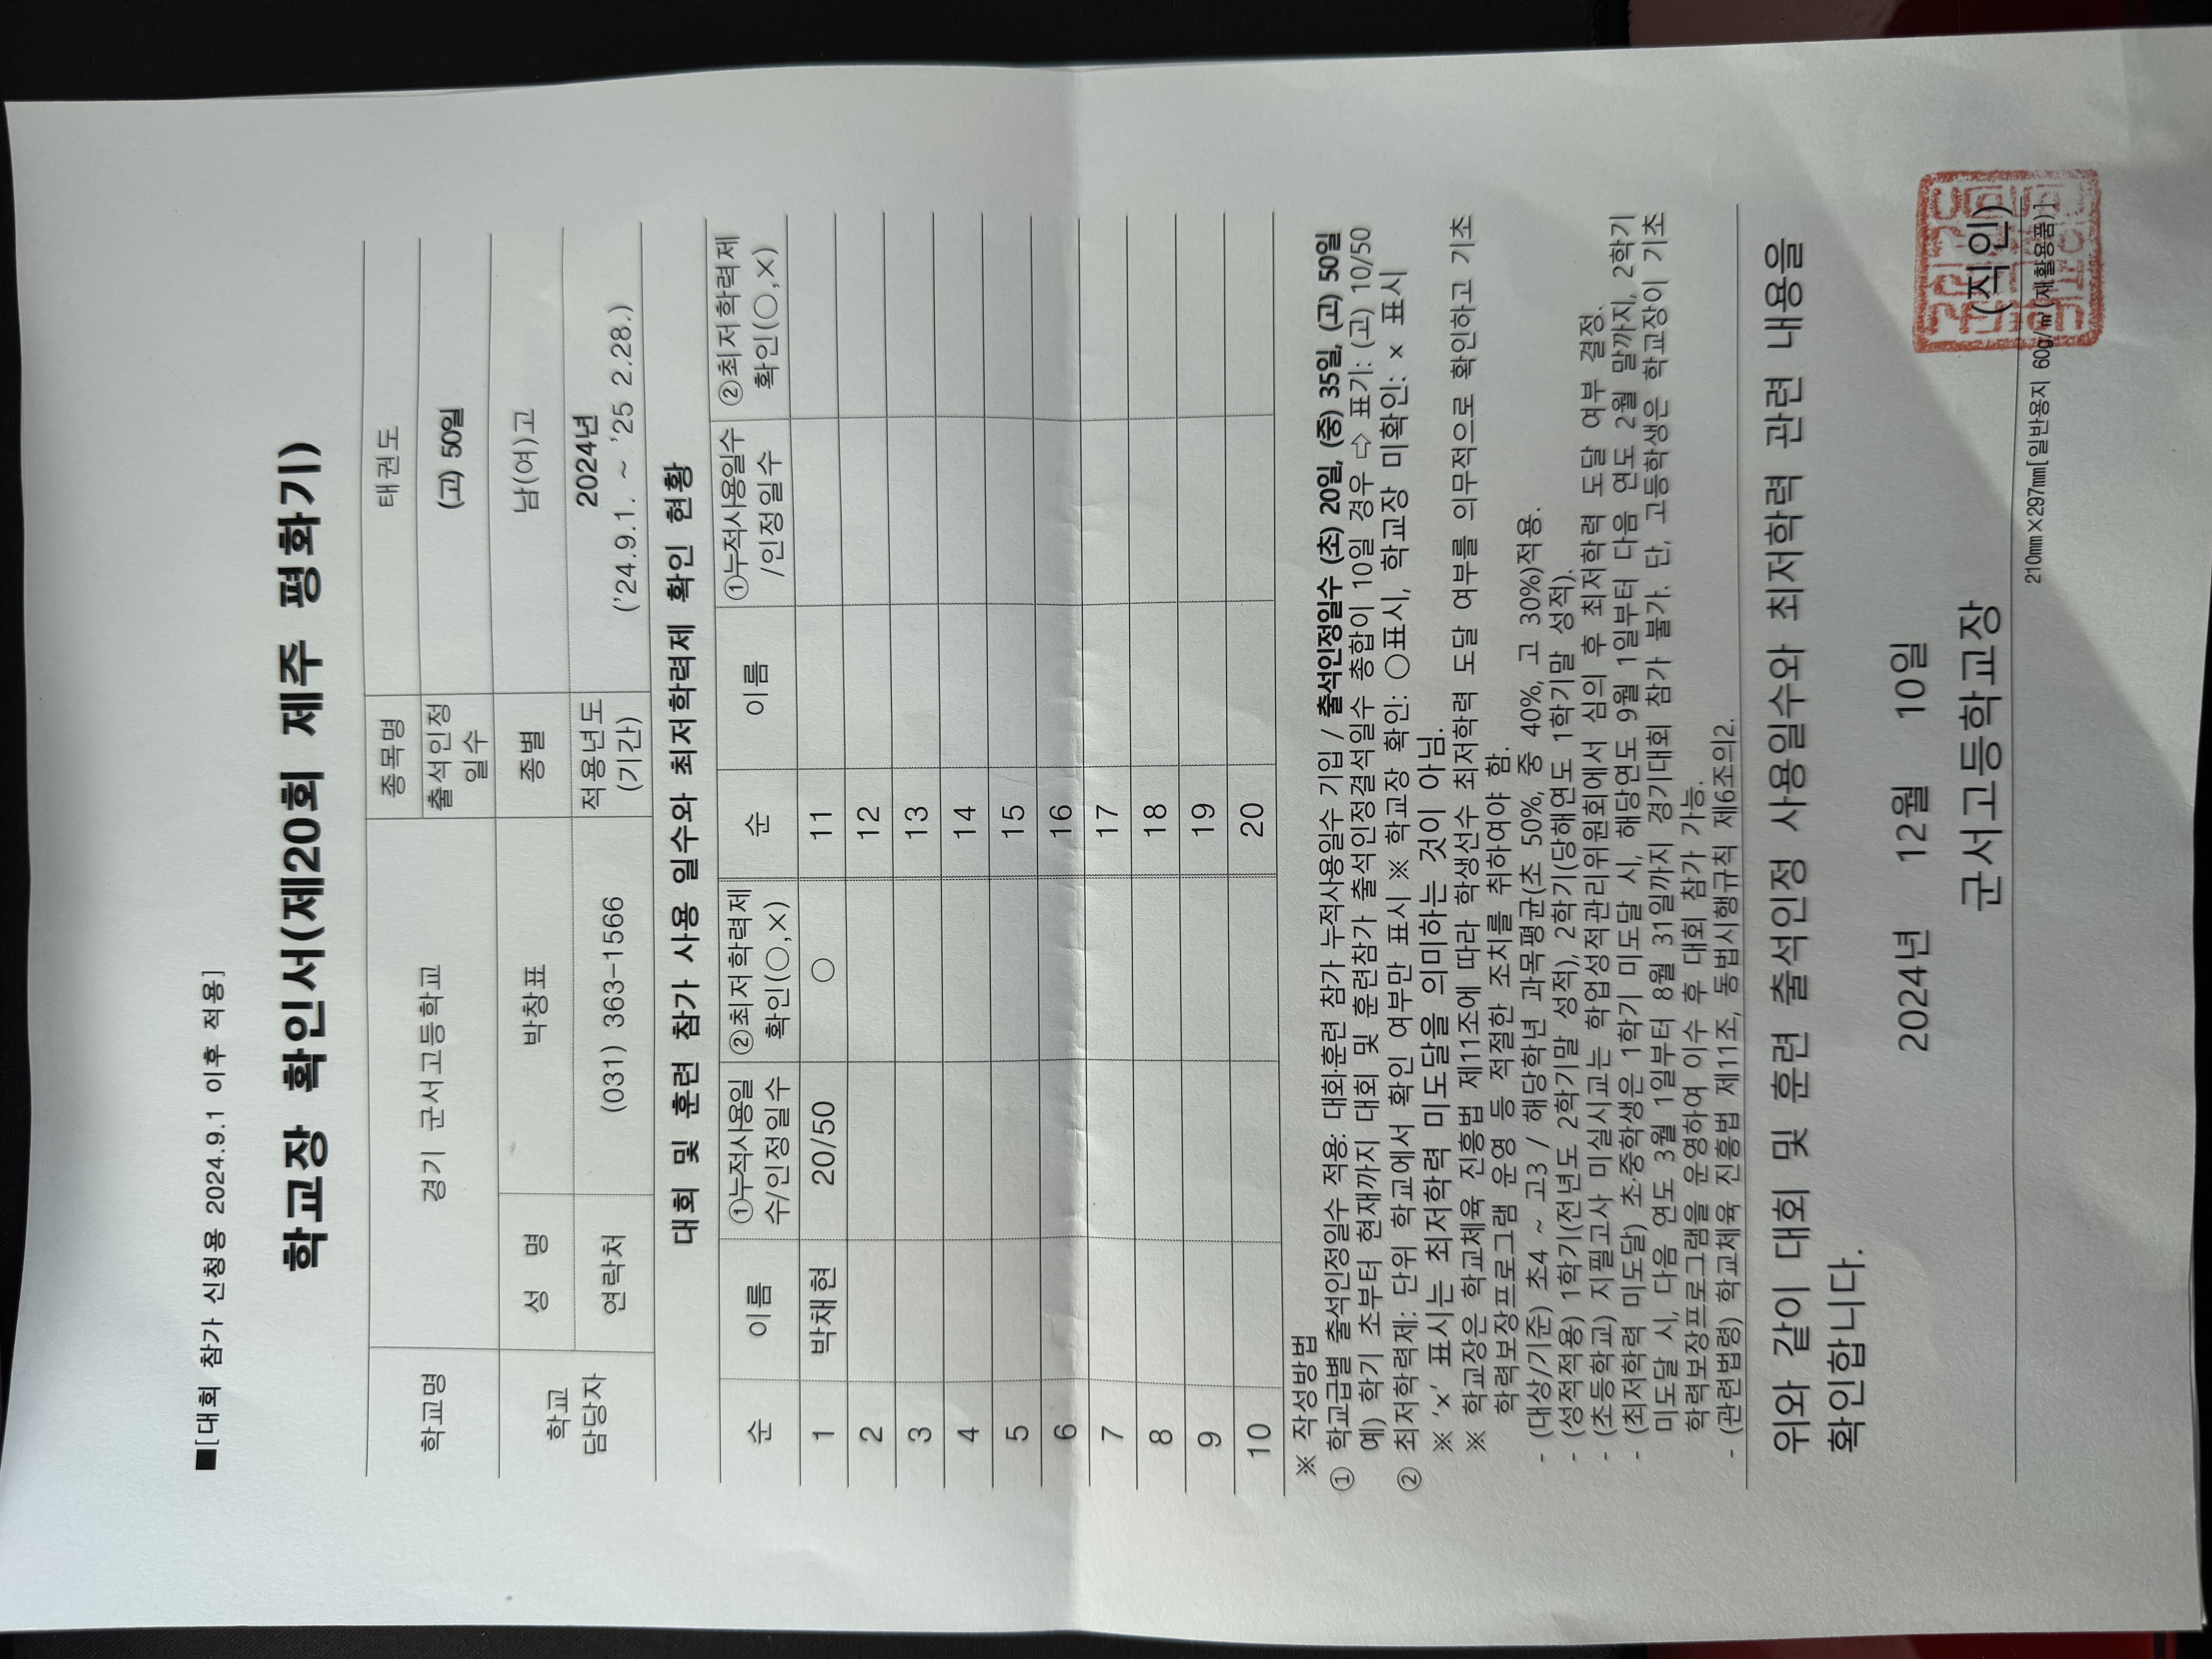 ■[대회 참가 신청용 2024.9.1 이후 적용]
학교장 확인서(제20회 제주 평화기)
학교명 경기 군서고등학교 종목명 태권도
출석인정 일수 (고) 50일
학교 담당자 성 명 박창표 종별 남(여)고
연락처 (031) 363-1566 적용년도 (기간) 2024년 ('24.9.1. ~ '25 2.28.)
대회 및 훈련 참가 사용 일수와 최저학력제 확인 현황
순 이름 ①누적사용일수/인정일수 ②최저학력제 확인(○,×) 순 이름 ①누적사용일수/인정일수 ②최저학력제 확인(○,×)
1 박채현 20/50 ○ 11
2 12
3 13
4 14
5 15
6 16
7 17
8 18
9 19
10 20
※ 작성방법
① 학교급별 출석인정일수 적용: 대회·훈련 참가 누적사용일수 기입 / 출석인정일수 (초) 20일, (중) 35일, (고) 50일
예) 학기 초부터 현재까지 대회 및 훈련참가 출석인정결석일수 총합이 10일 경우 ⇨ 표기: (고) 10/50
② 최저학력제: 단위 학교에서 확인 여부만 표시 ※ 학교장 확인: ○표시, 학교장 미확인: × 표시
※ '×' 표시는 최저학력 미도달을 의미하는 것이 아님.
※ 학교장은 학교체육 진흥법 제11조에 따라 학생선수 최저학력 도달 여부를 의무적으로 확인하고 기초
학력보장프로그램 운영 등 적절한 조치를 취하여야 함.
- (대상/기준) 초4 ~ 고3 / 해당학년 과목평균(초 50%, 중 40%, 고 30%)적용.
- (성적적용) 1학기(전년도 2학기말 성적), 2학기(당해연도 1학기말 성적).
- (초등학교) 지필고사 미실시교는 학업성적관리위원회에서 심의 후 최저학력 도달 여부 결정.
- (최저학력 미도달) 초·중학생은 1학기 미도달 시, 해당연도 9월 1일부터 다음 연도 2월 말까지, 2학기
미도달 시, 다음 연도 3월 1일부터 8월 31일까지 경기대회 참가 불가. 단, 고등학생은 학교장이 기초
학력보장프로그램을 운영하여 이수 후 대회 참가 가능.
- (관련법령) 학교체육 진흥법 제11조, 동법시행규칙 제6조의2.
위와 같이 대회 및 훈련 출석인정 사용일수와 최저학력 관련 내용을
확인합니다.
2024년 12월 10일
군서고등학교장 (직인)
210㎜×297㎜[일반용지 60g/㎡(재활용품)]